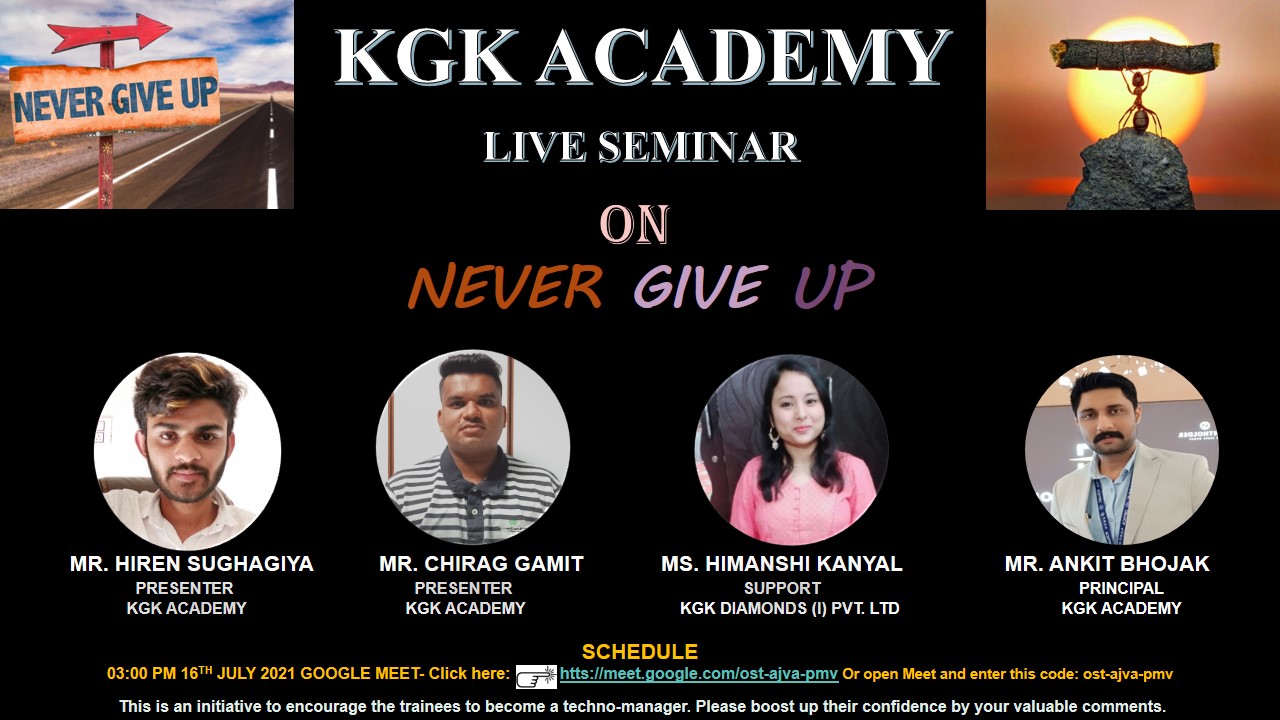 NEVER GIVE UP
KGK ACADEMY
LIVE SEMINAR
ON
NEVER GIVE UP
MR. HIREN SUGHAGIYA
PRESENTER
KGK ACADEMY
MR. CHIRAG GAMIT
PRESENTER
KGK ACADEMY
MS. HIMANSHI KANYAL
SUPPORT
KGK DIAMONDS (I) PVT. LTD
MR. ANKIT BHOJAK
PRINCIPAL
KGK ACADEMY
SCHEDULE
03:00 PM 16TH JULY 2021 GOOGLE MEET- Click here: htts://meet.google.com/ost-ajva-pmv Or open Meet and enter this code: ost-ajva-pmv
This is an initiative to encourage the trainees to become a techno-manager. Please boost up their confidence by your valuable comments.